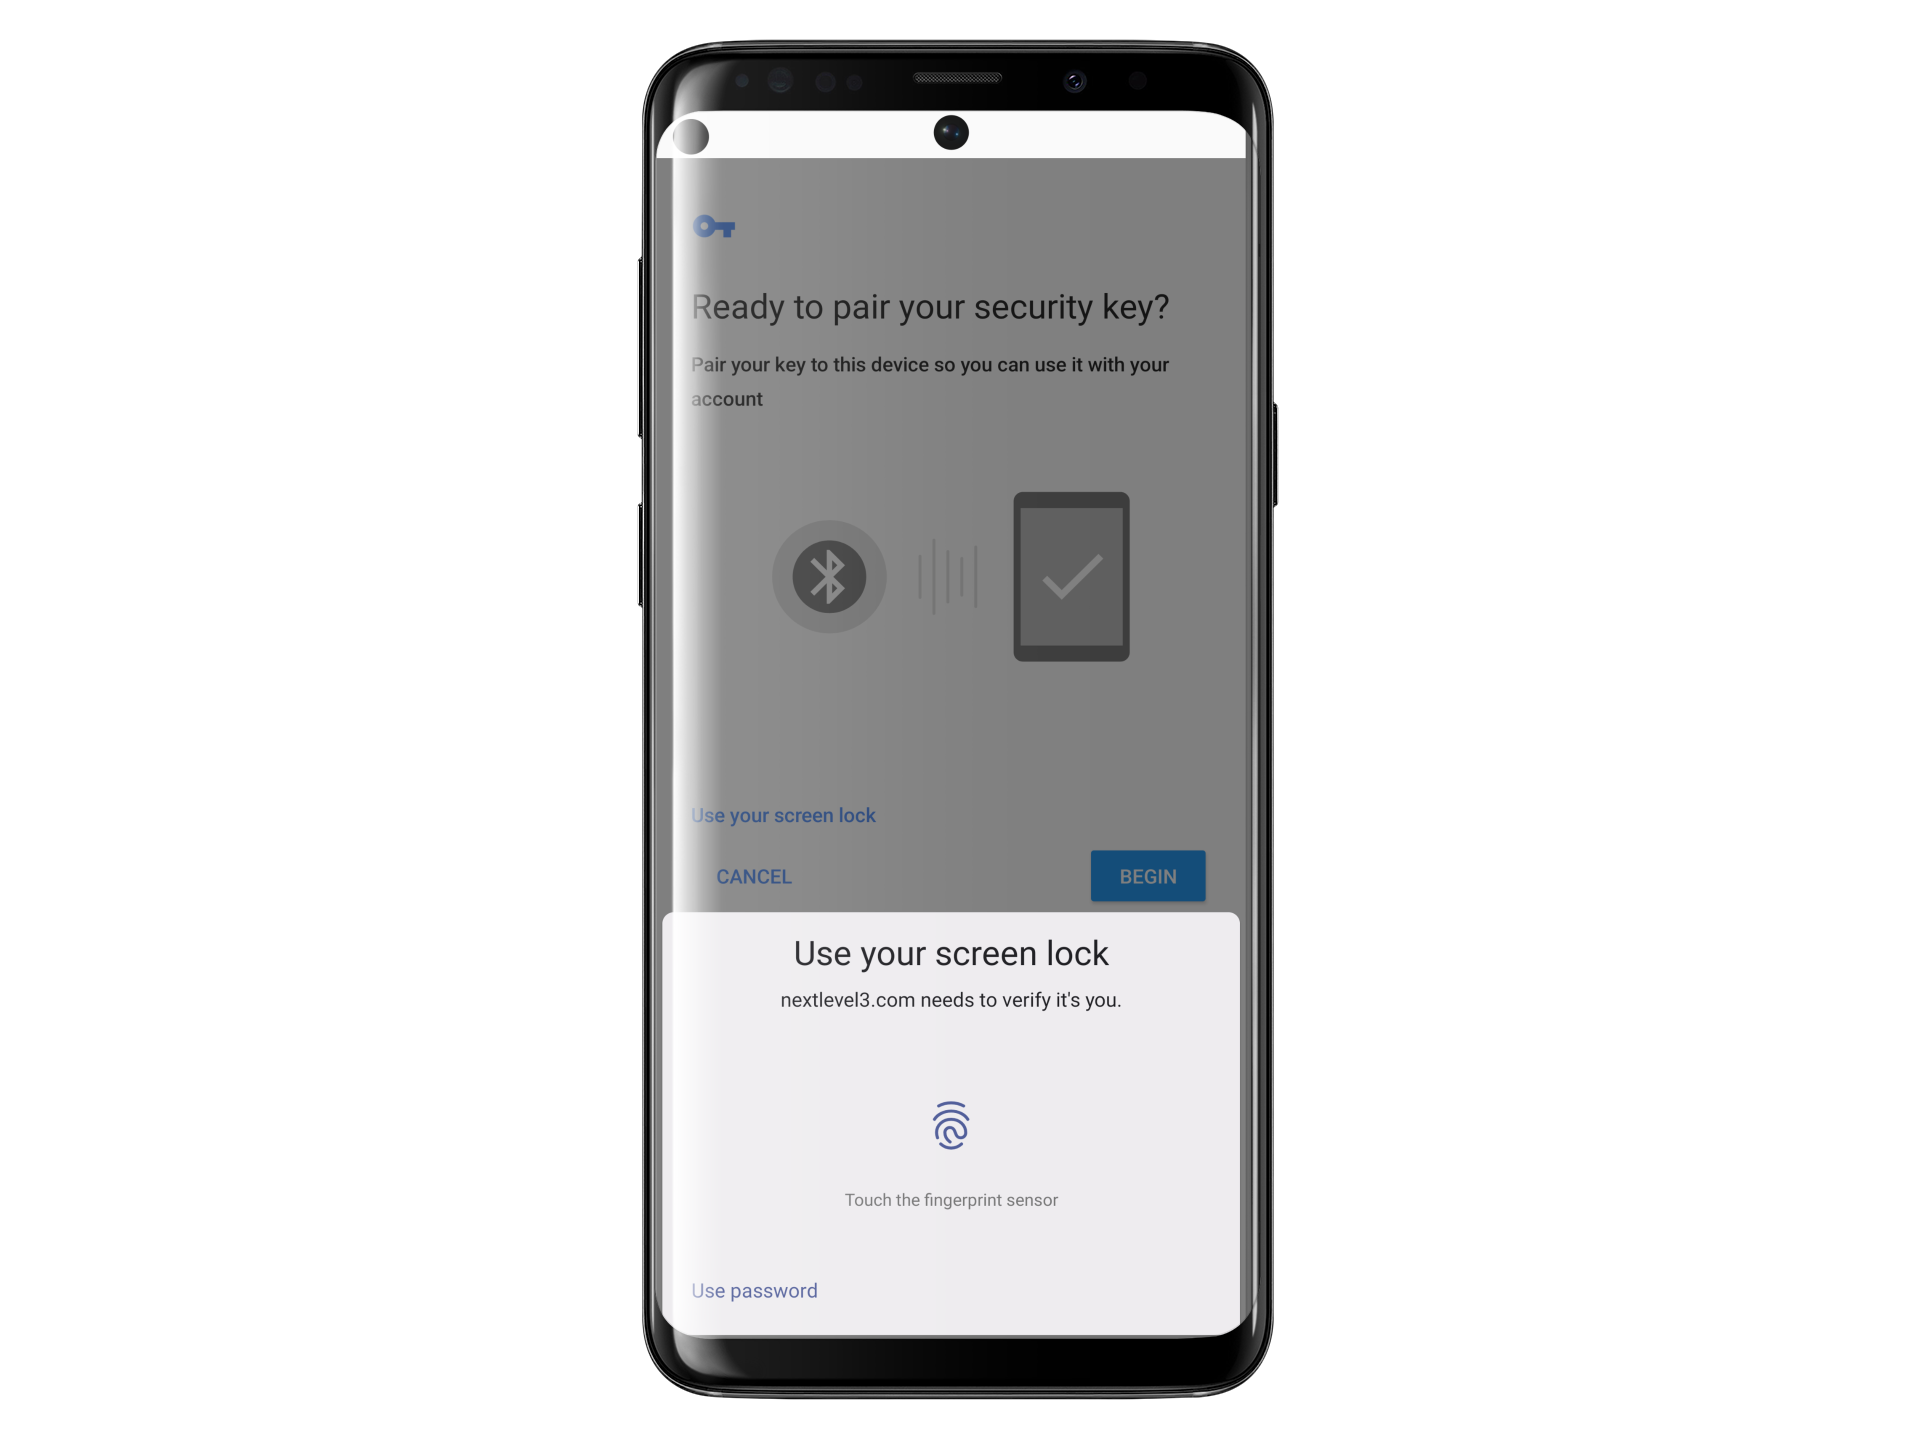 Ready to pair your security key?
Pair your key to this device so you can use it with your
account
Use your screen lock
CANCEL
BEGIN
Use your screen lock
nextlevel3.com needs to verify it's you.
Touch the fingerprint sensor
Use password